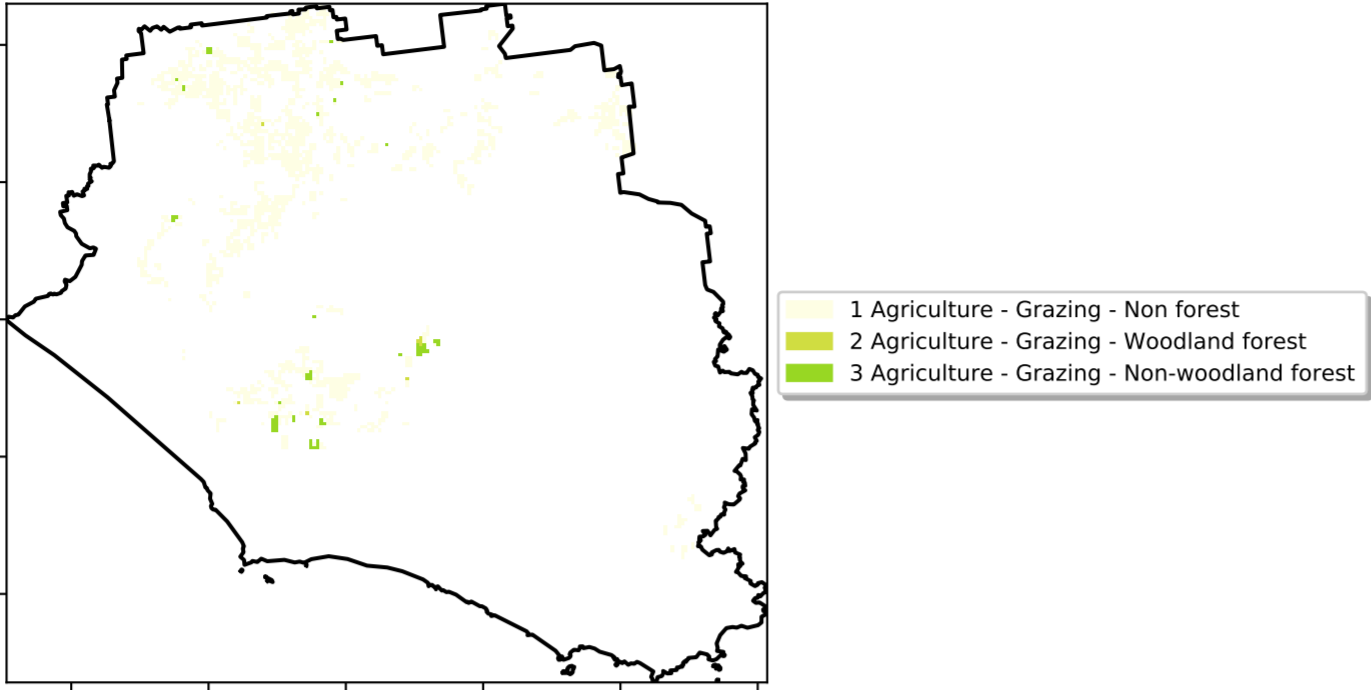 1 Agriculture - Grazing - Non forest
2 Agriculture - Grazing - Woodland forest
3 Agriculture - Grazing - Non-woodland forest